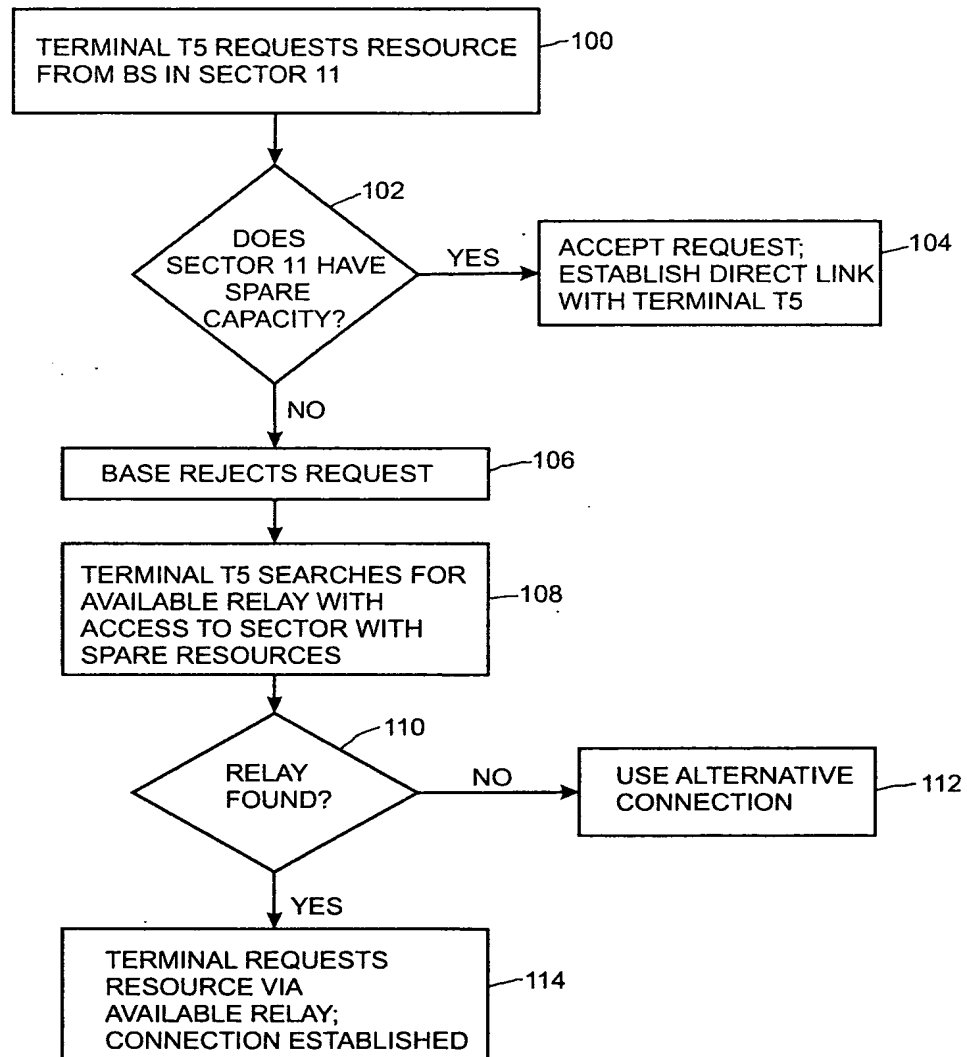 TERMINAL T5 REQUESTS RESOURCE
FROM BS IN SECTOR 11
100
102
DOES
SECTOR 11 HAVE
SPARE
CAPACITY?
YES
ACCEPT REQUEST;
ESTABLISH DIRECT LINK
WITH TERMINAL T5
104
NO
BASE REJECTS REQUEST
106
TERMINAL T5 SEARCHES FOR
AVAILABLE RELAY WITH
ACCESS TO SECTOR WITH
SPARE RESOURCES
108
110
RELAY
FOUND?
NO
USE ALTERNATIVE
CONNECTION
112
YES
TERMINAL REQUESTS
RESOURCE VIA
AVAILABLE RELAY;
CONNECTION ESTABLISHED
114